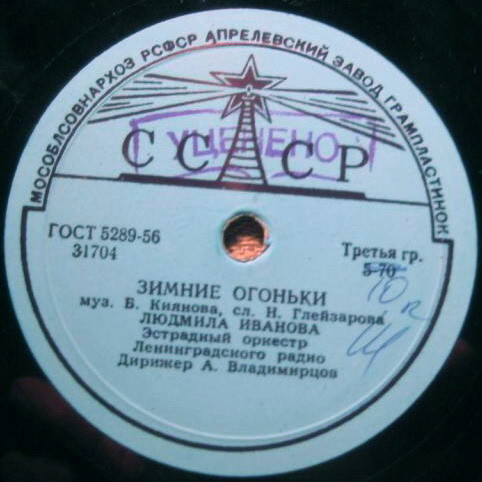 МОСОБЛСОВНАРХОЗ РСФСР АПРЕЛЕВСКИЙ ЗАВОД ГРАМПЛАСТИНОК
УЦЕНЕНО
СССР
ГОСТ 5289-56
31704
Третья гр.
5-70
10 к
ЗИМНИЕ ОГОНЬКИ
муз. Б. Киянова, сл. Н. Глейзарова
ЛЮДМИЛА ИВАНОВА
Эстрадный оркестр
Ленинградского радио
Дирижер А. Владимирцов